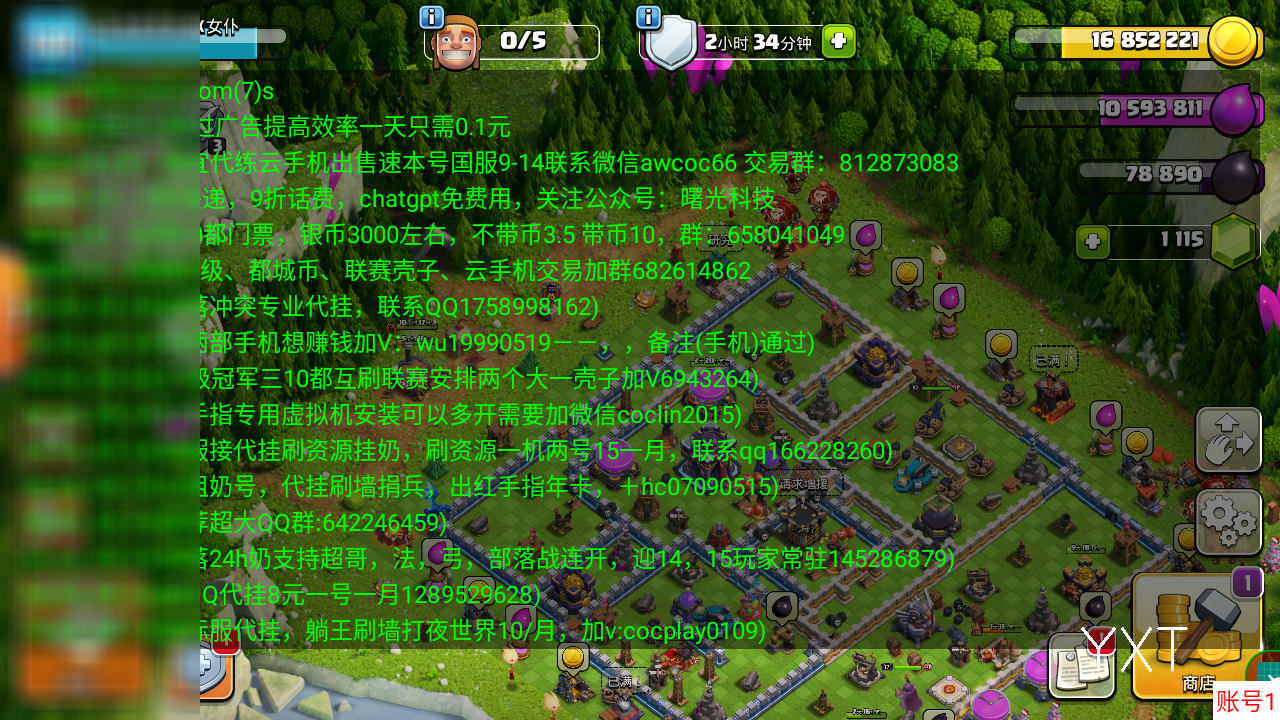 女仆
0/5
2小时 34分钟
16 852 221
om(7)s
10 593 811
过广告提高效率一天只需0.1元
3
代练云手机出售速本号国服9-14联系微信awcoc66 交易群：812873083
78 890
递，9折话费，chatgpt免费用，关注公众号：曙光科技
都门票，银币3000左右，不带币3.5 带币10，群：658041049
1 115
级、都城币、联赛壳子、云手机交易加群682614862
落冲突专业代挂，联系QQ1758998162)
部手机想赚钱加V：wu19990519－－，，备注(手机)通过)
已满！
级冠军三10都互刷联赛安排两个大一壳子加V6943264)
手指专用虚拟机安装可以多开需要加微信coclin2015)
服接代挂刷资源挂奶，刷资源一机两号15一月，联系qq166228260)
请求增援
租奶号，代挂刷墙捐兵，出红手指年卡，＋hc07090515)
荐超大QQ群:642246459)
落24h奶支持超哥，法，弓，部落战连开，迎14，15玩家常驻145286879)
Q代挂8元一号一月1289529628)
1
际服代挂，躺王刷墙打夜世界10/月，加v:cocplay0109)
YXT
已满！
商店
账号1